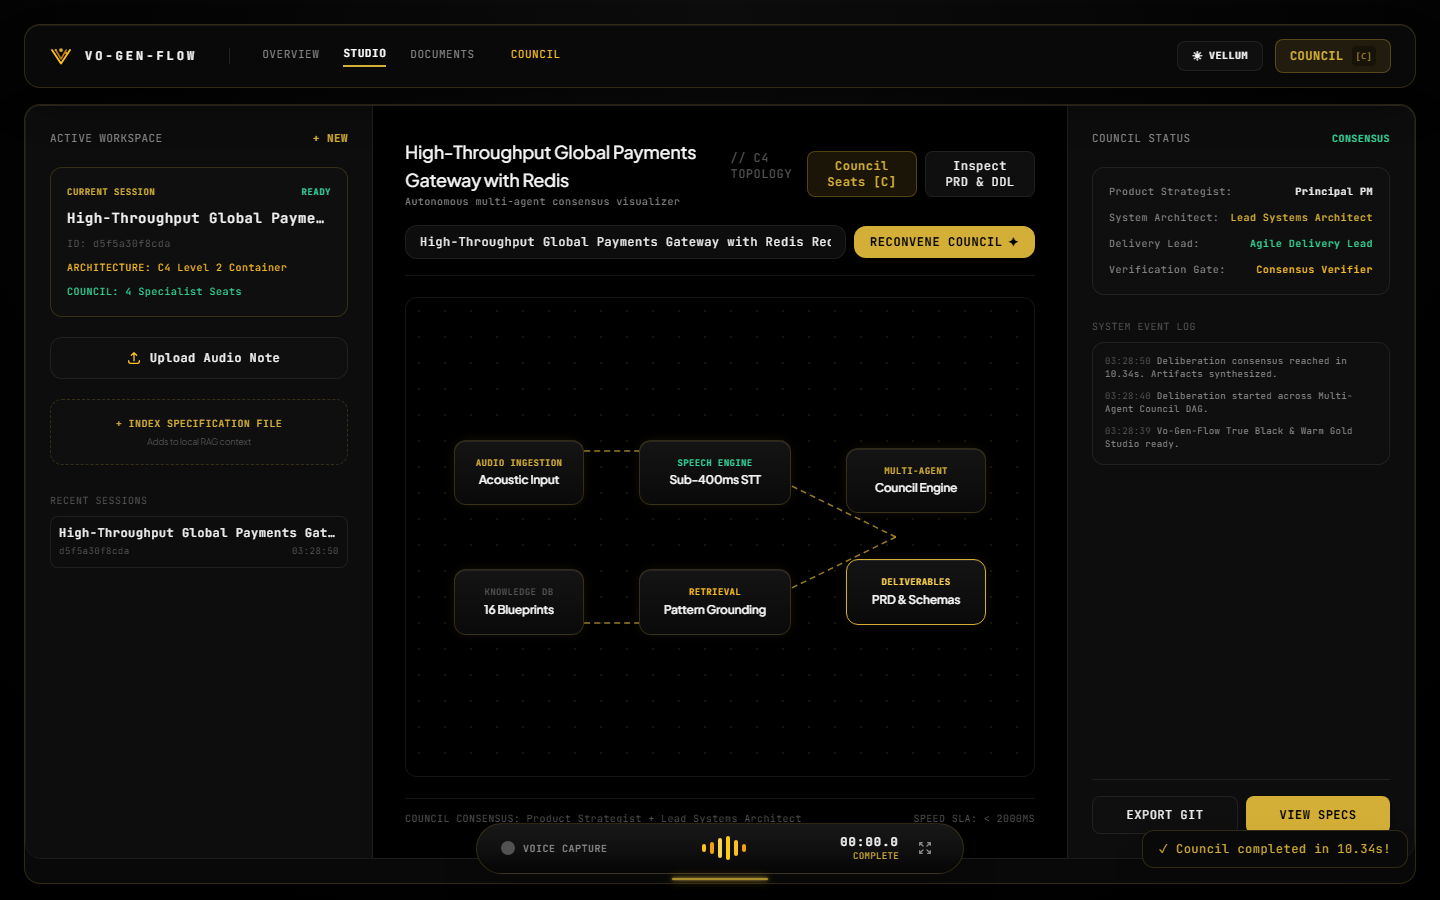 VO-GEN-FLOW
OVERVIEW
STUDIO
DOCUMENTS
COUNCIL
VELLUM
COUNCIL [C]
ACTIVE WORKSPACE
+ NEW
CURRENT SESSION
READY
High-Throughput Global Payme…
ID: d5f5a30f8cda
ARCHITECTURE: C4 Level 2 Container
COUNCIL: 4 Specialist Seats
Upload Audio Note
+ INDEX SPECIFICATION FILE
Adds to local RAG context
RECENT SESSIONS
High-Throughput Global Payments Gat…
d5f5a30f8cda
03:28:50
High-Throughput Global Payments
Gateway with Redis
// C4
TOPOLOGY
Autonomous multi-agent consensus visualizer
Council
Seats [C]
Inspect
PRD & DDL
High-Throughput Global Payments Gateway with Redis Rec
RECONVENE COUNCIL ✦
AUDIO INGESTION
Acoustic Input
SPEECH ENGINE
Sub-400ms STT
MULTI-AGENT
Council Engine
KNOWLEDGE DB
16 Blueprints
RETRIEVAL
Pattern Grounding
DELIVERABLES
PRD & Schemas
COUNCIL CONSENSUS: Product Strategist + Lead Systems Architect
SPEED SLA: < 2000MS
VOICE CAPTURE
00:00.0
COMPLETE
COUNCIL STATUS
CONSENSUS
Product Strategist:
Principal PM
System Architect:
Lead Systems Architect
Delivery Lead:
Agile Delivery Lead
Verification Gate:
Consensus Verifier
SYSTEM EVENT LOG
03:28:50 Deliberation consensus reached in
10.34s. Artifacts synthesized.
03:28:40 Deliberation started across Multi-
Agent Council DAG.
03:28:39 Vo-Gen-Flow True Black & Warm Gold
Studio ready.
EXPORT GIT
VIEW SPECS
✓ Council completed in 10.34s!